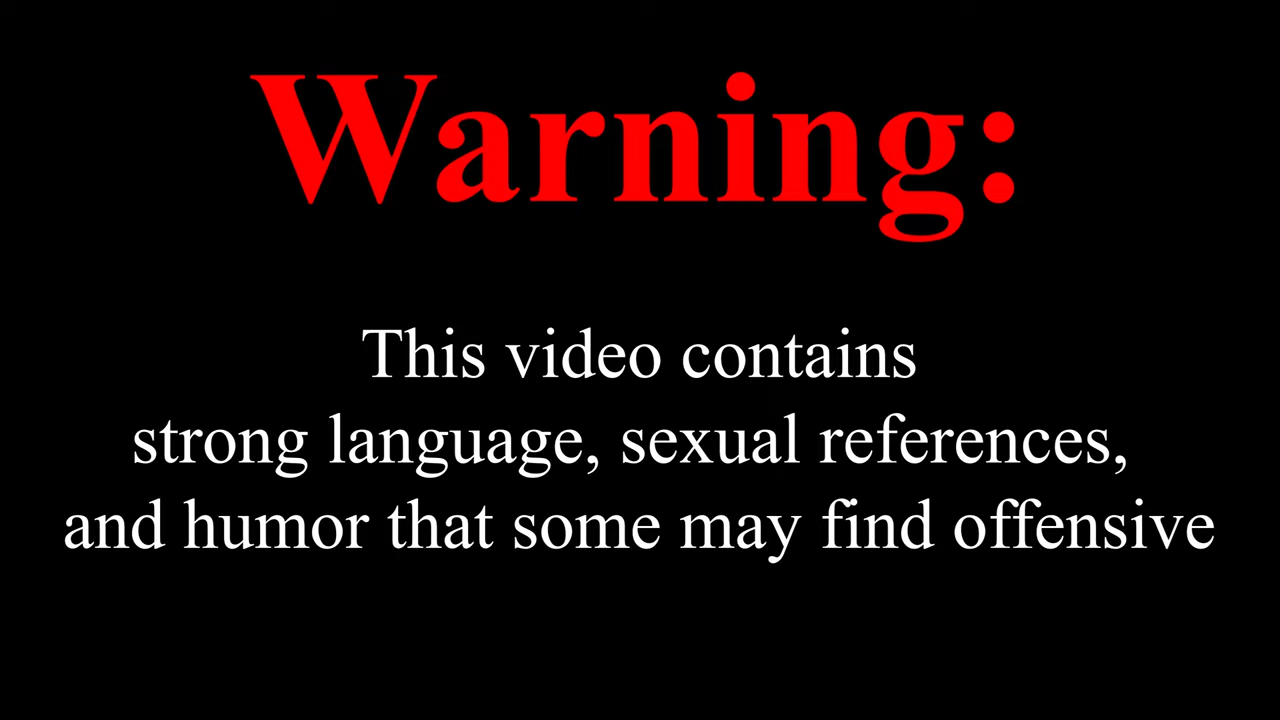 Warning:
This video contains
strong language, sexual references,
and humor that some may find offensive